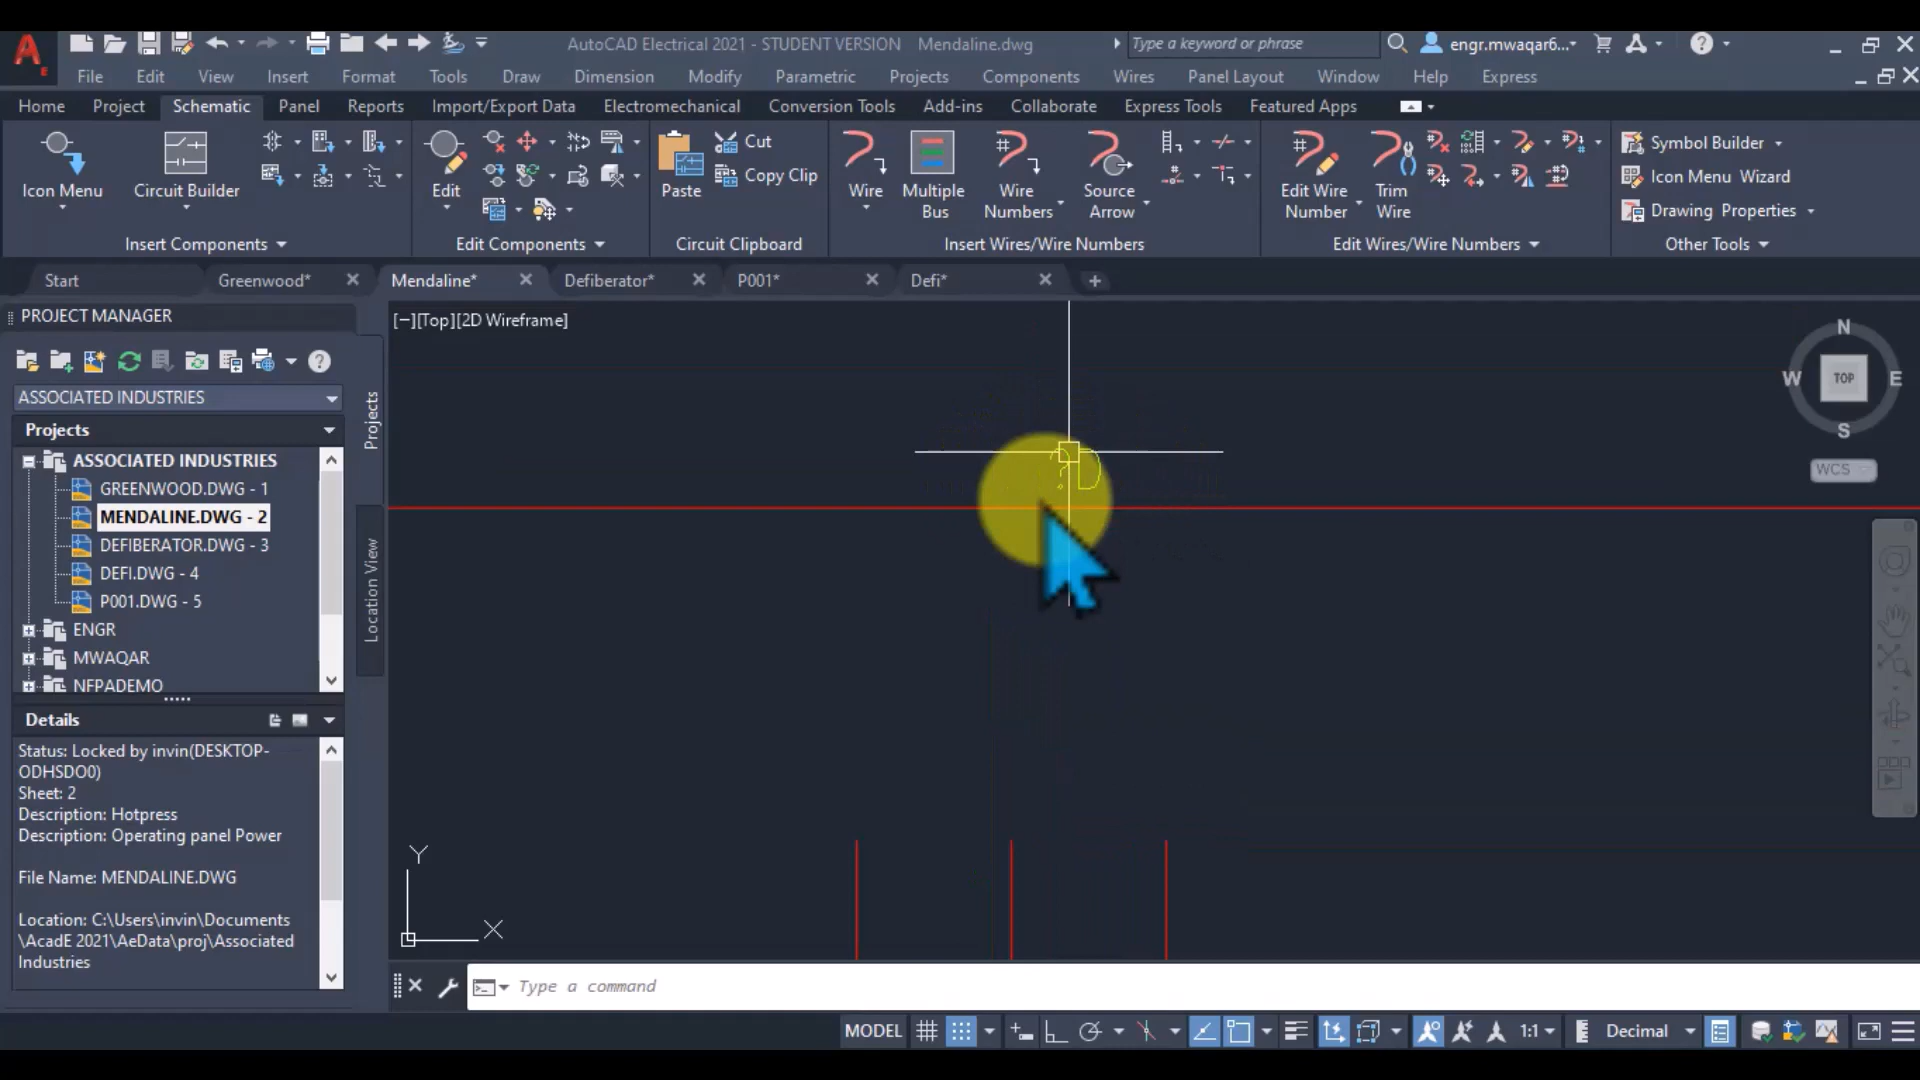 AutoCAD Electrical 2021 - STUDENT VERSION Mendaline.dwg
Type a keyword or phrase
engr.mwaqar6...
File Edit View Insert Format Tools Draw Dimension Modify Parametric Projects Components Wires Panel Layout Window Help Express
Home Project Schematic Panel Reports Import/Export Data Electromechanical Conversion Tools Add-ins Collaborate Express Tools Featured Apps
Icon Menu
Circuit Builder
Insert Components
Edit
Edit Components
Paste
Cut
Copy Clip
Circuit Clipboard
Wire
Multiple
Bus
Wire
Numbers
Source
Arrow
Insert Wires/Wire Numbers
Edit Wire
Number
Trim
Wire
Edit Wires/Wire Numbers
Symbol Builder
Icon Menu Wizard
Drawing Properties
Other Tools
Start Greenwood* Mendaline* Defiberator* P001* Defi*
PROJECT MANAGER
ASSOCIATED INDUSTRIES
Projects
ASSOCIATED INDUSTRIES
GREENWOOD.DWG - 1
MENDALINE.DWG - 2
DEFIBERATOR.DWG - 3
DEFI.DWG - 4
P001.DWG - 5
ENGR
MWAQAR
NFPADEMO
Projects
Location View
Details
Status: Locked by invin(DESKTOP-
ODHSDO0)
Sheet: 2
Description: Hotpress
Description: Operating panel Power
File Name: MENDALINE.DWG
Location: C:\Users\invin\Documents
\AcadE 2021\AeData\proj\Associated
Industries
[−][Top][2D Wireframe]
N
W TOP E
S
WCS
Y
X
Type a command
MODEL 1:1 Decimal